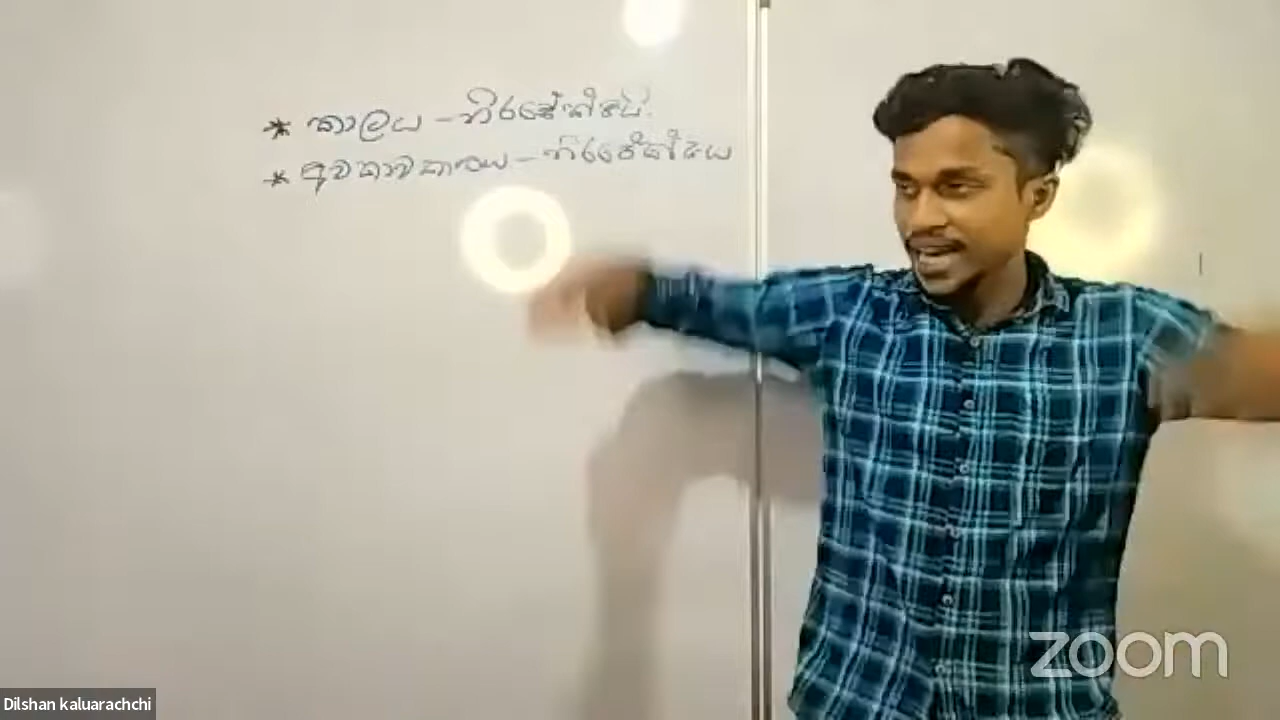 * කාලය - නිරපේක්ෂයි.
* අවකාශය - නිරපේක්ෂය
zoom
Dilshan kaluarachchi